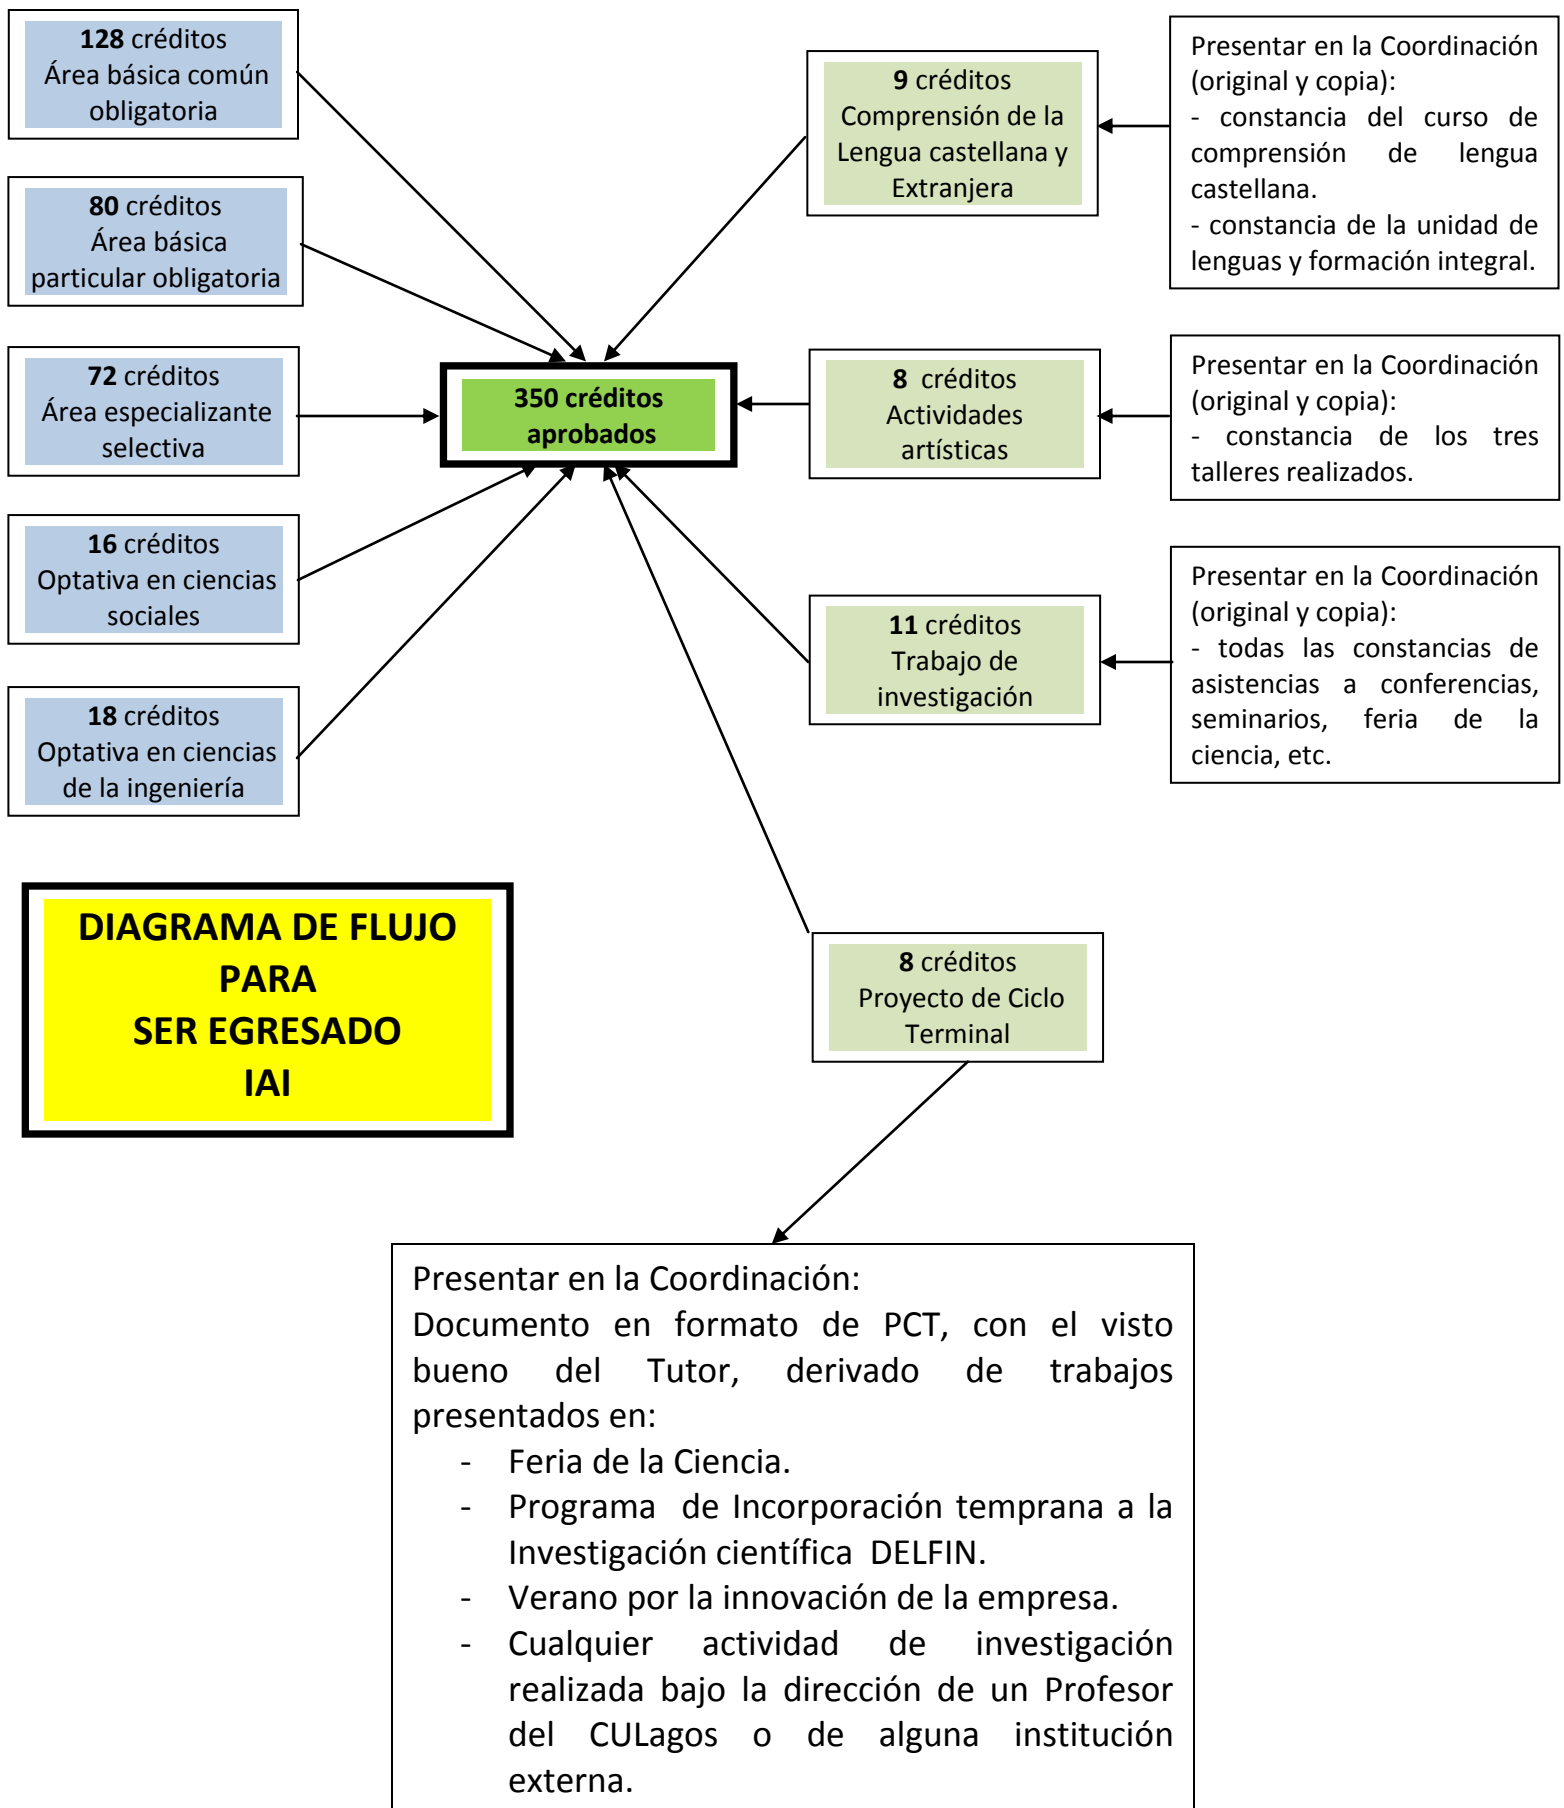 128 créditos
Área básica común
obligatoria
80 créditos
Área básica
particular obligatoria
72 créditos
Área especializante
selectiva
16 créditos
Optativa en ciencias
sociales
18 créditos
Optativa en ciencias
de la ingeniería
350 créditos
aprobados
9 créditos
Comprensión de la
Lengua castellana y
Extranjera
8 créditos
Actividades
artísticas
11 créditos
Trabajo de
investigación
8 créditos
Proyecto de Ciclo
Terminal
Presentar en la Coordinación
(original y copia):
- constancia del curso de
comprensión de lengua
castellana.
- constancia de la unidad de
lenguas y formación integral.
Presentar en la Coordinación
(original y copia):
- constancia de los tres
talleres realizados.
Presentar en la Coordinación
(original y copia):
- todas las constancias de
asistencias a conferencias,
seminarios, feria de la
ciencia, etc.
DIAGRAMA DE FLUJO
PARA
SER EGRESADO
IAI
Presentar en la Coordinación:
Documento en formato de PCT, con el visto
bueno del Tutor, derivado de trabajos
presentados en:
- Feria de la Ciencia.
- Programa de Incorporación temprana a la
Investigación científica DELFIN.
- Verano por la innovación de la empresa.
- Cualquier actividad de investigación
realizada bajo la dirección de un Profesor
del CULagos o de alguna institución
externa.